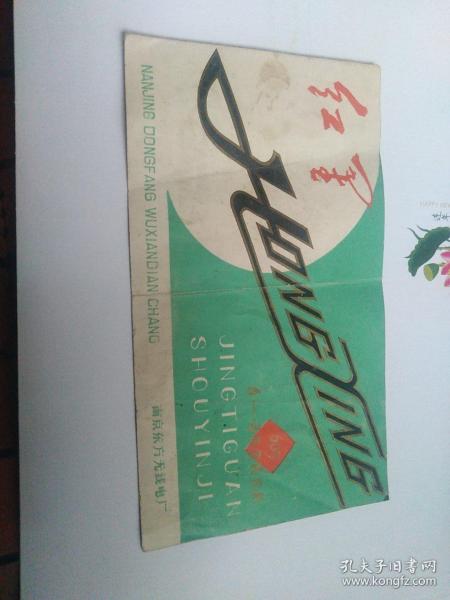 红星
HONGXING
JINGTIGUAN
SHOUYINJI
NANJING DONGFANG WUXIANDIAN CHANG
南京东方无线电厂
孔夫子旧书网
www.kongfz.com